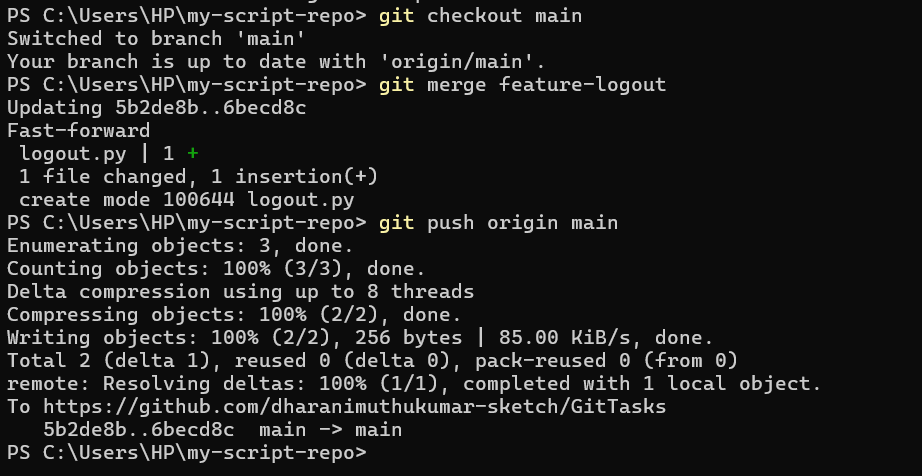 PS C:\Users\HP\my-script-repo> git checkout main
Switched to branch 'main'
Your branch is up to date with 'origin/main'.
PS C:\Users\HP\my-script-repo> git merge feature-logout
Updating 5b2de8b..6becd8c
Fast-forward
 logout.py | 1 +
 1 file changed, 1 insertion(+)
 create mode 100644 logout.py
PS C:\Users\HP\my-script-repo> git push origin main
Enumerating objects: 3, done.
Counting objects: 100% (3/3), done.
Delta compression using up to 8 threads
Compressing objects: 100% (2/2), done.
Writing objects: 100% (2/2), 256 bytes | 85.00 KiB/s, done.
Total 2 (delta 1), reused 0 (delta 0), pack-reused 0 (from 0)
remote: Resolving deltas: 100% (1/1), completed with 1 local object.
To https://github.com/dharanimuthukumar-sketch/GitTasks
   5b2de8b..6becd8c  main -> main
PS C:\Users\HP\my-script-repo>